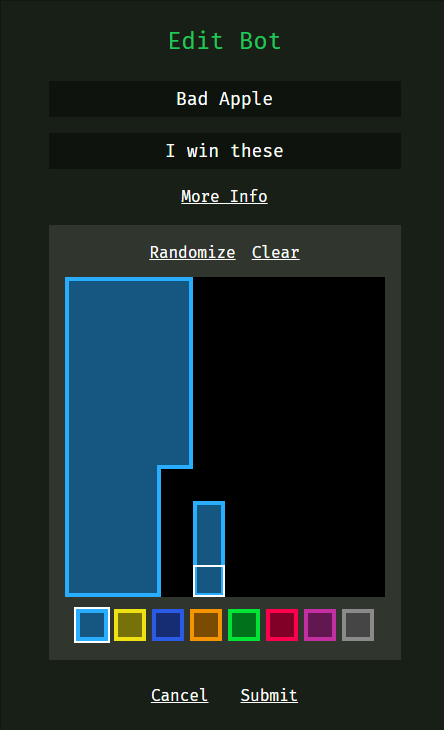 Edit Bot
Bad Apple
I win these
More Info
Randomize Clear
Cancel Submit